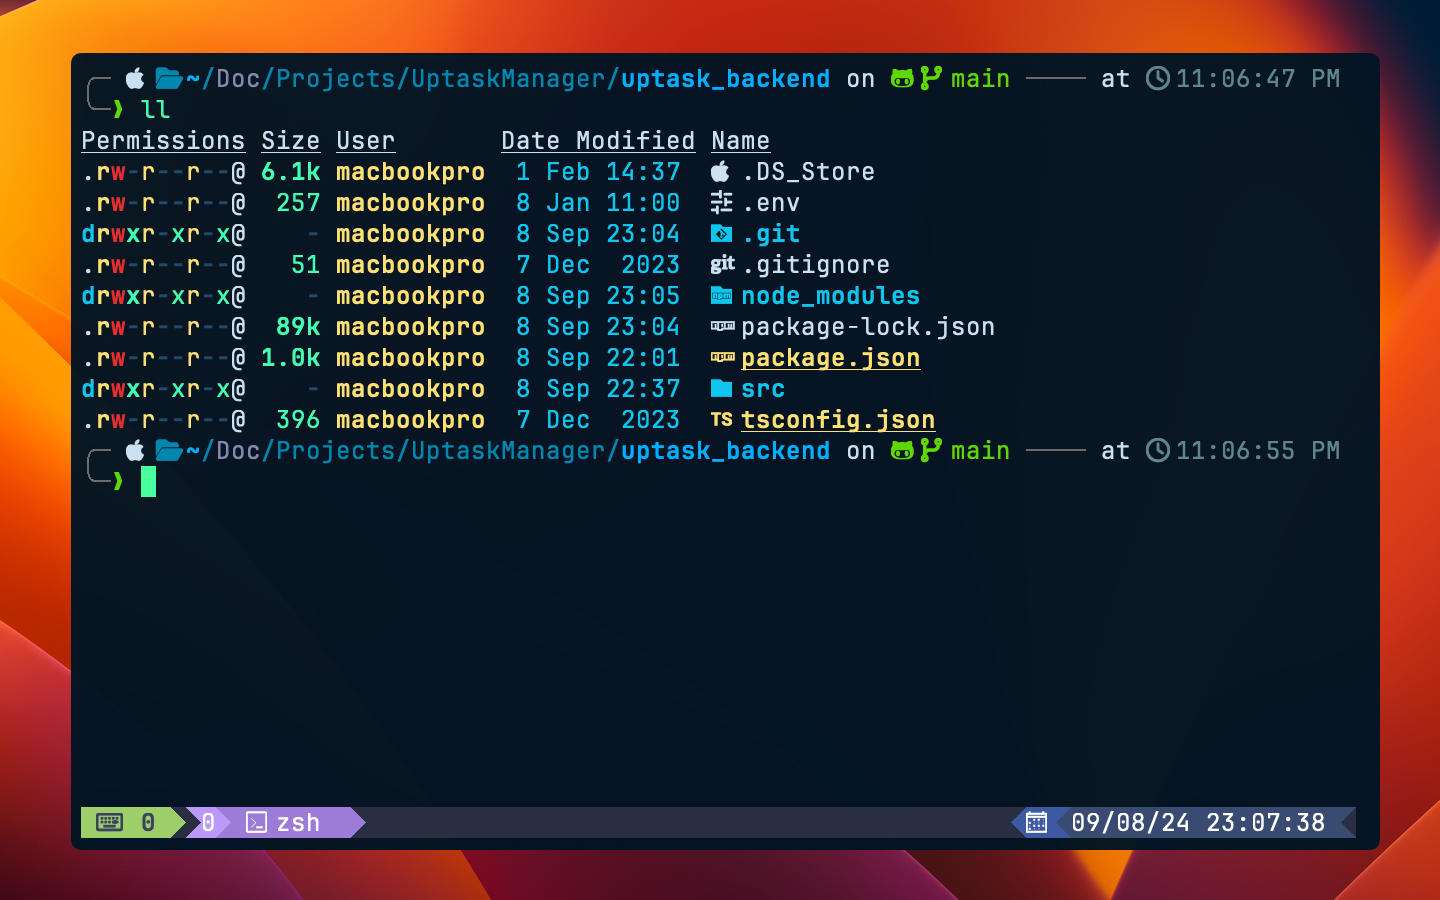 ~/Doc/Projects/UptaskManager/uptask_backend on main at 11:06:47 PM
❯ ll
Permissions Size User Date Modified Name
.rw-r--r--@ 6.1k macbookpro 1 Feb 14:37 .DS_Store
.rw-r--r--@ 257 macbookpro 8 Jan 11:00 .env
drwxr-xr-x@ - macbookpro 8 Sep 23:04 .git
.rw-r--r--@ 51 macbookpro 7 Dec 2023 git .gitignore
drwxr-xr-x@ - macbookpro 8 Sep 23:05 node_modules
.rw-r--r--@ 89k macbookpro 8 Sep 23:04 npm package-lock.json
.rw-r--r--@ 1.0k macbookpro 8 Sep 22:01 npm package.json
drwxr-xr-x@ - macbookpro 8 Sep 22:37 src
.rw-r--r--@ 396 macbookpro 7 Dec 2023 TS tsconfig.json
~/Doc/Projects/UptaskManager/uptask_backend on main at 11:06:55 PM
❯
0 0 zsh 09/08/24 23:07:38